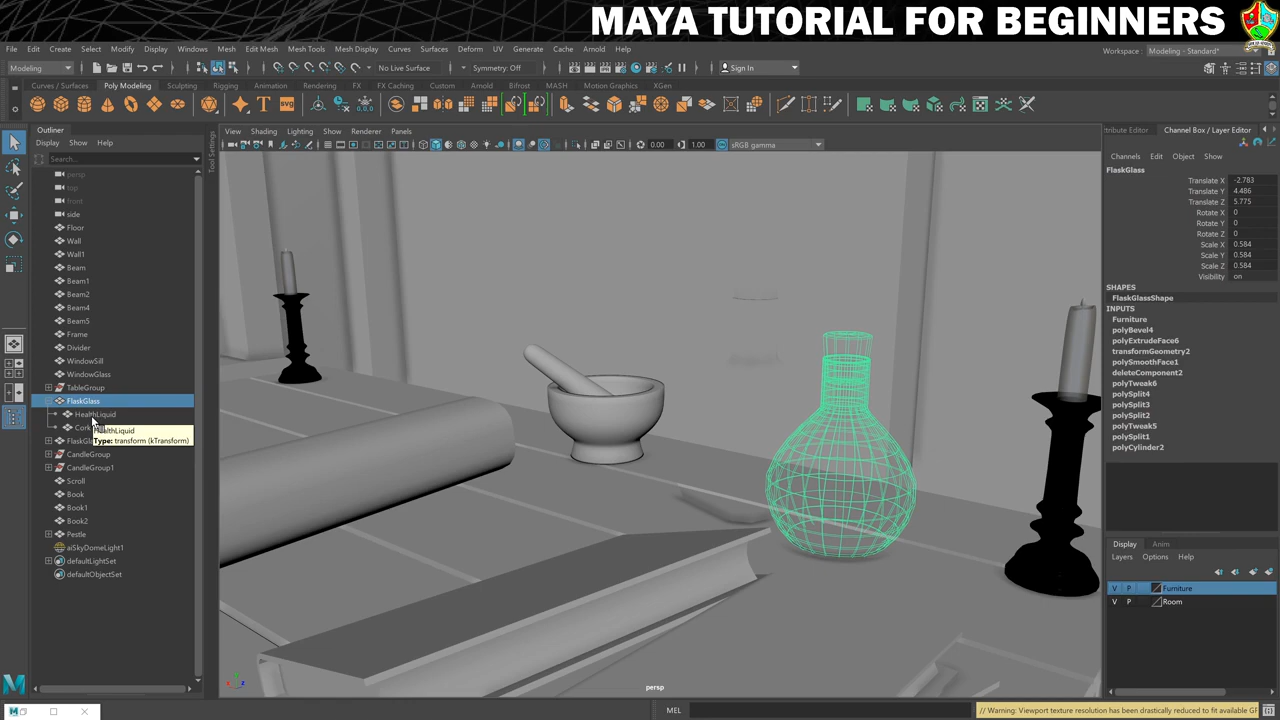 MAYA TUTORIAL FOR BEGINNERS
File Edit Create Select Modify Display Windows Mesh Edit Mesh Mesh Tools Mesh Display Curves Surfaces Deform UV Generate Cache Arnold Help
Workspace: Modeling - Standard*
Modeling
No Live Surface
Symmetry: Off
Sign In
Curves / Surfaces Poly Modeling Sculpting Rigging Animation Rendering FX FX Caching Custom Arnold Bifrost MASH Motion Graphics XGen
Outliner
Display Show Help
Search...
persp
top
front
side
Floor
Wall
Wall1
Beam
Beam1
Beam2
Beam4
Beam5
Frame
Divider
WindowSill
WindowGlass
TableGroup
FlaskGlass
HealthLiquid
HealthLiquid
Type: transform (kTransform)
CandleGroup
CandleGroup1
Scroll
Book
Book1
Book2
Pestle
aiSkyDomeLight1
defaultLightSet
defaultObjectSet
Tool Settings
View Shading Lighting Show Renderer Panels
0.00 1.00 sRGB gamma
persp
Channel Box / Layer Editor
Channels Edit Object Show
FlaskGlass
Translate X -2.783
Translate Y 4.486
Translate Z 5.775
Rotate X 0
Rotate Y 0
Rotate Z 0
Scale X 0.584
Scale Y 0.584
Scale Z 0.584
Visibility on
SHAPES
FlaskGlassShape
INPUTS
Furniture
polyBevel4
polyExtrudeFace6
transformGeometry2
polySmoothFace1
deleteComponent2
polyTweak6
polySplit4
polySplit3
polySplit2
polyTweak5
polySplit1
polyCylinder2
Display Anim
Layers Options Help
V P Furniture
V P Room
MEL
// Warning: Viewport texture resolution has been drastically reduced to fit available